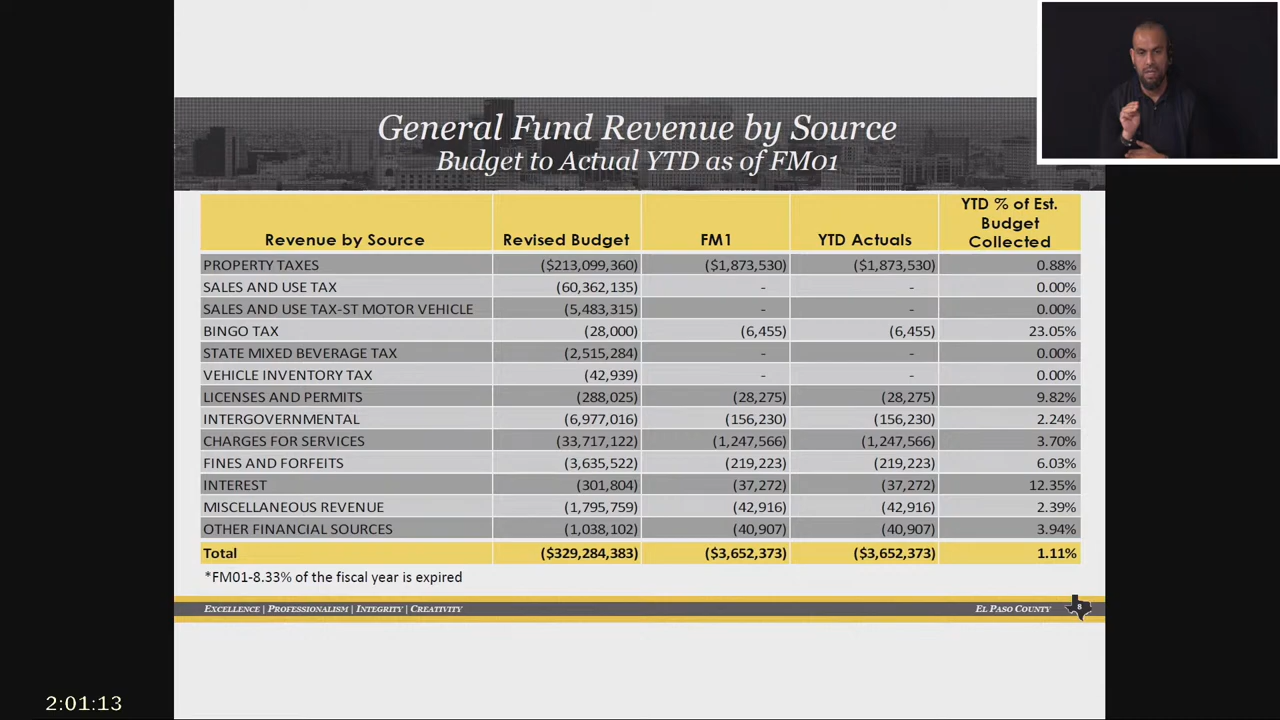 General Fund Revenue by Source
Budget to Actual YTD as of FM01
Revenue by Source Revised Budget FM1 YTD Actuals YTD % of Est. Budget Collected
PROPERTY TAXES ($213,099,360) ($1,873,530) ($1,873,530) 0.88%
SALES AND USE TAX (60,362,135) - - 0.00%
SALES AND USE TAX-ST MOTOR VEHICLE (5,483,315) - - 0.00%
BINGO TAX (28,000) (6,455) (6,455) 23.05%
STATE MIXED BEVERAGE TAX (2,515,284) - - 0.00%
VEHICLE INVENTORY TAX (42,939) - - 0.00%
LICENSES AND PERMITS (288,025) (28,275) (28,275) 9.82%
INTERGOVERNMENTAL (6,977,016) (156,230) (156,230) 2.24%
CHARGES FOR SERVICES (33,717,122) (1,247,566) (1,247,566) 3.70%
FINES AND FORFEITS (3,635,522) (219,223) (219,223) 6.03%
INTEREST (301,804) (37,272) (37,272) 12.35%
MISCELLANEOUS REVENUE (1,795,759) (42,916) (42,916) 2.39%
OTHER FINANCIAL SOURCES (1,038,102) (40,907) (40,907) 3.94%
Total ($329,284,383) ($3,652,373) ($3,652,373) 1.11%
*FM01-8.33% of the fiscal year is expired
EXCELLENCE | PROFESSIONALISM | INTEGRITY | CREATIVITY EL PASO COUNTY 8
2:01:13